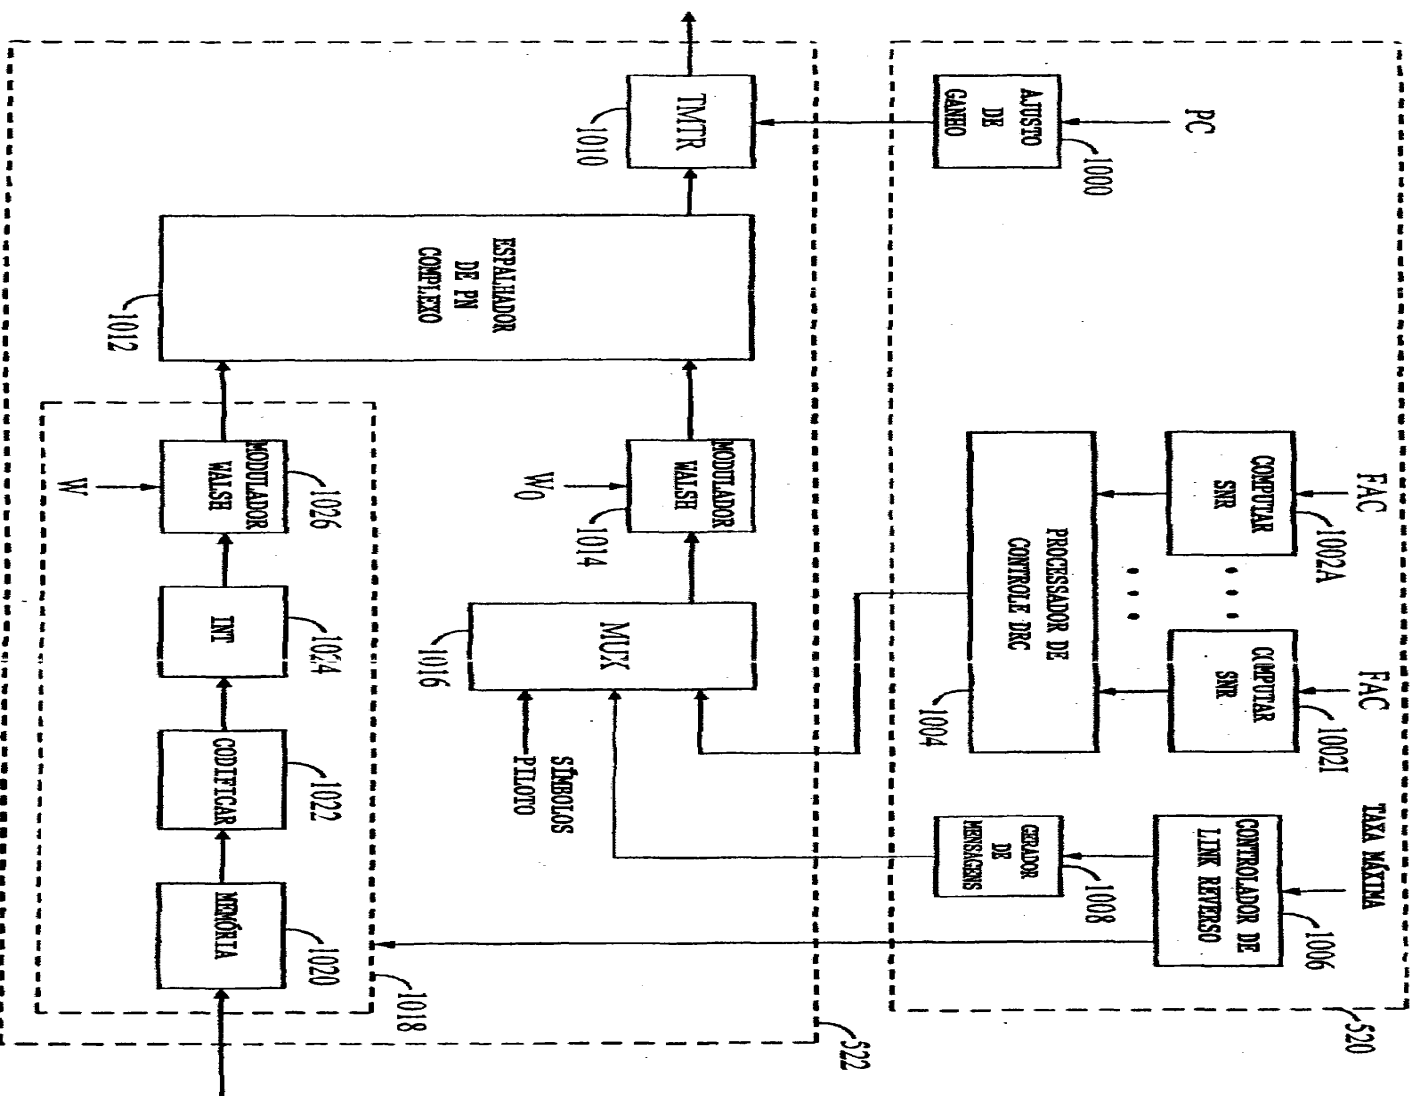 PC
AJUSTO
DE
GANHO
1000
FAC
COMPUTAR
SNR
1002A
FAC
COMPUTAR
SNR
1002I
PROCESSADOR DE
CONTROLE DRC
1004
TAXA MÁXIMA
CONTROLADOR DE
LINK REVERSO
1006
GERADOR
DE
MENSAGENS
1008
520
TMTR
1010
ESPALHADOR
DE PN
COMPLEXO
1012
MODULADOR
WALSH
1014
W0
MUX
1016
SÍMBOLOS
PILOTO
522
MODULADOR
WALSH
1026
W
INT
1024
CODIFICAR
1022
MEMÓRIA
1020
1018